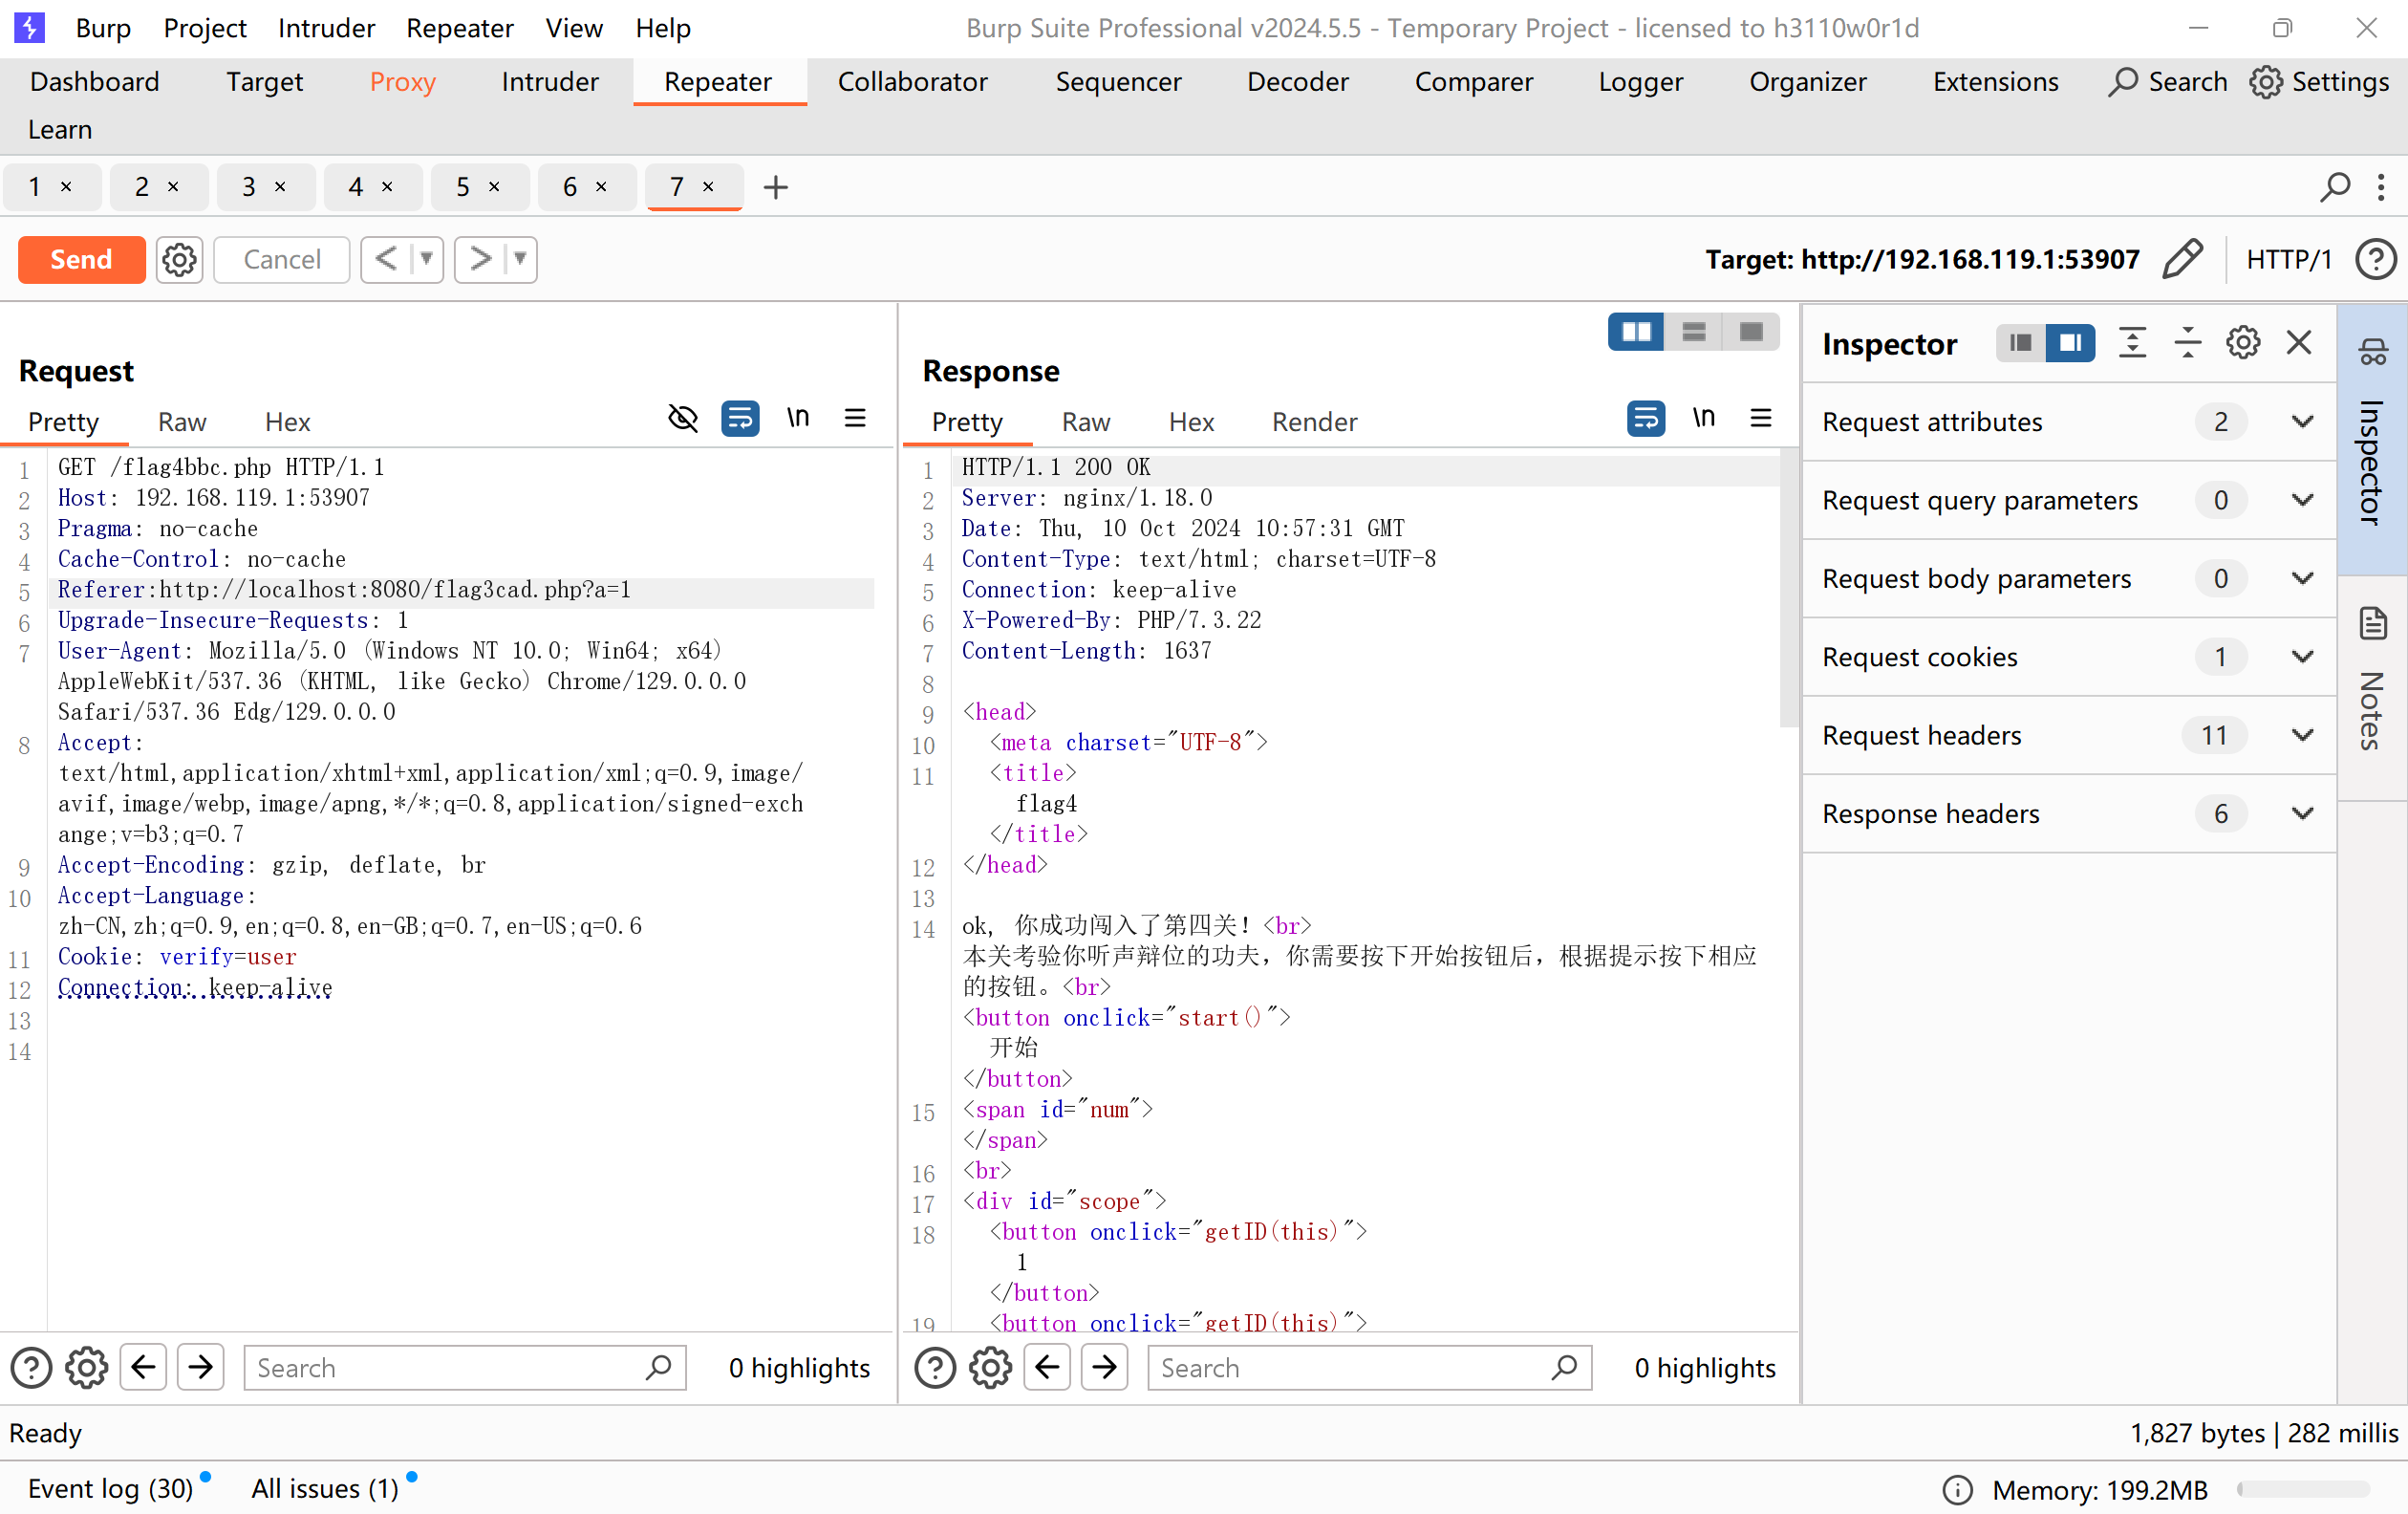 Burp Project Intruder Repeater View Help Burp Suite Professional v2024.5.5 - Temporary Project - licensed to h3110w0r1d
Dashboard Target Proxy Intruder Repeater Collaborator Sequencer Decoder Comparer Logger Organizer Extensions Search Settings
Learn
1 × 2 × 3 × 4 × 5 × 6 × 7 × +
Send Cancel < > Target: http://192.168.119.1:53907 HTTP/1 ?
Request
Pretty Raw Hex \n
1 GET /flag4bbc.php HTTP/1.1
2 Host: 192.168.119.1:53907
3 Pragma: no-cache
4 Cache-Control: no-cache
5 Referer:http://localhost:8080/flag3cad.php?a=1
6 Upgrade-Insecure-Requests: 1
7 User-Agent: Mozilla/5.0 (Windows NT 10.0; Win64; x64)
AppleWebKit/537.36 (KHTML, like Gecko) Chrome/129.0.0.0
Safari/537.36 Edg/129.0.0.0
8 Accept:
text/html,application/xhtml+xml,application/xml;q=0.9,image/
avif,image/webp,image/apng,*/*;q=0.8,application/signed-exch
ange;v=b3;q=0.7
9 Accept-Encoding: gzip, deflate, br
10 Accept-Language:
zh-CN,zh;q=0.9,en;q=0.8,en-GB;q=0.7,en-US;q=0.6
11 Cookie: verify=user
12 Connection: keep-alive
13
14
? Search 0 highlights
Response
Pretty Raw Hex Render \n
1 HTTP/1.1 200 OK
2 Server: nginx/1.18.0
3 Date: Thu, 10 Oct 2024 10:57:31 GMT
4 Content-Type: text/html; charset=UTF-8
5 Connection: keep-alive
6 X-Powered-By: PHP/7.3.22
7 Content-Length: 1637
8
9 <head>
10 <meta charset="UTF-8">
11 <title>
flag4
</title>
12 </head>
13
14 ok, 你成功闯入了第四关！<br>
本关考验你听声辩位的功夫，你需要按下开始按钮后，根据提示按下相应
的按钮。<br>
<button onclick="start()">
开始
</button>
15 <span id="num">
</span>
16 <br>
17 <div id="scope">
18 <button onclick="getID(this)">
1
</button>
19 <button onclick="getID(this)">
? Search 0 highlights
Inspector
Request attributes 2
Request query parameters 0
Request body parameters 0
Request cookies 1
Request headers 11
Response headers 6
Inspector
Notes
Ready 1,827 bytes | 282 millis
Event log (30) All issues (1) Memory: 199.2MB